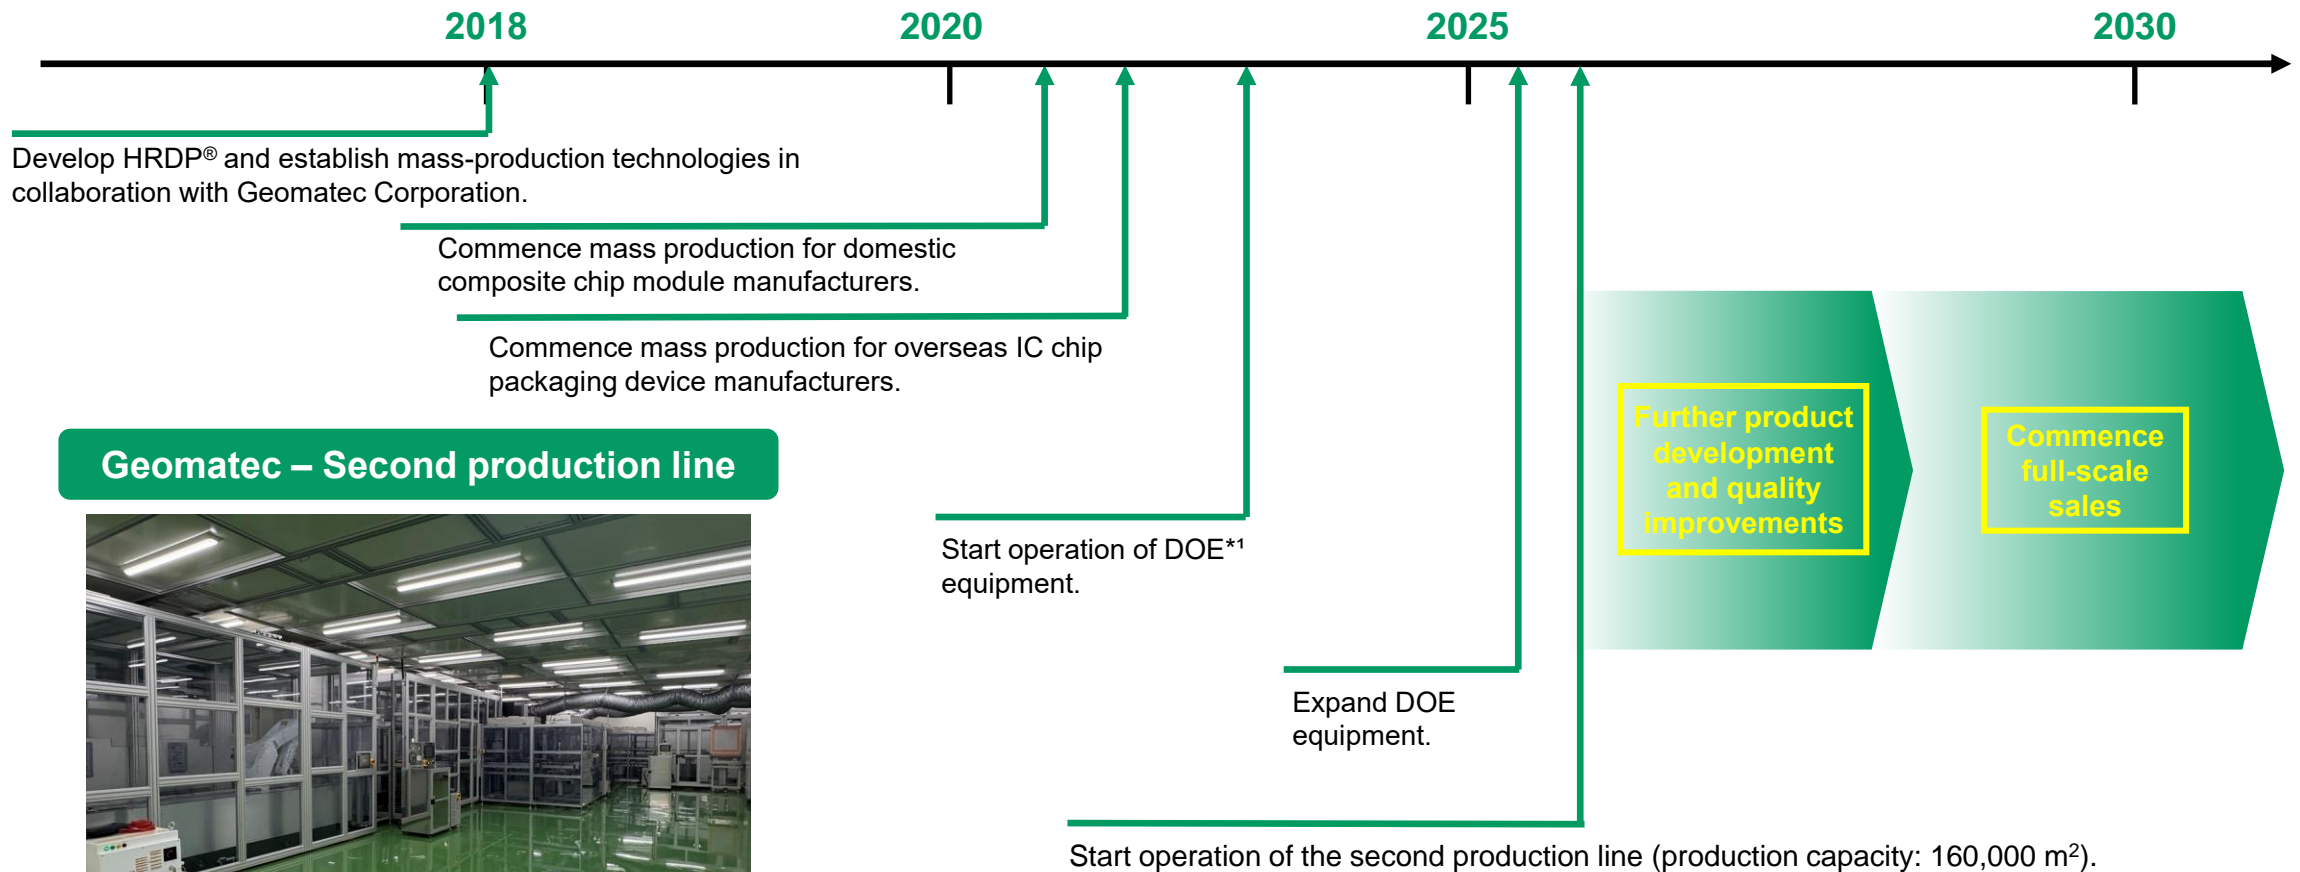 2018
2020
2025
2030
Develop HRDP® and establish mass-production technologies in
collaboration with Geomatec Corporation.
Commence mass production for domestic
composite chip module manufacturers.
Commence mass production for overseas IC chip
packaging device manufacturers.
Geomatec – Second production line
Start operation of DOE*¹
equipment.
Expand DOE
equipment.
Start operation of the second production line (production capacity: 160,000 m²).
Further product
development
and quality
improvements
Commence
full-scale
sales